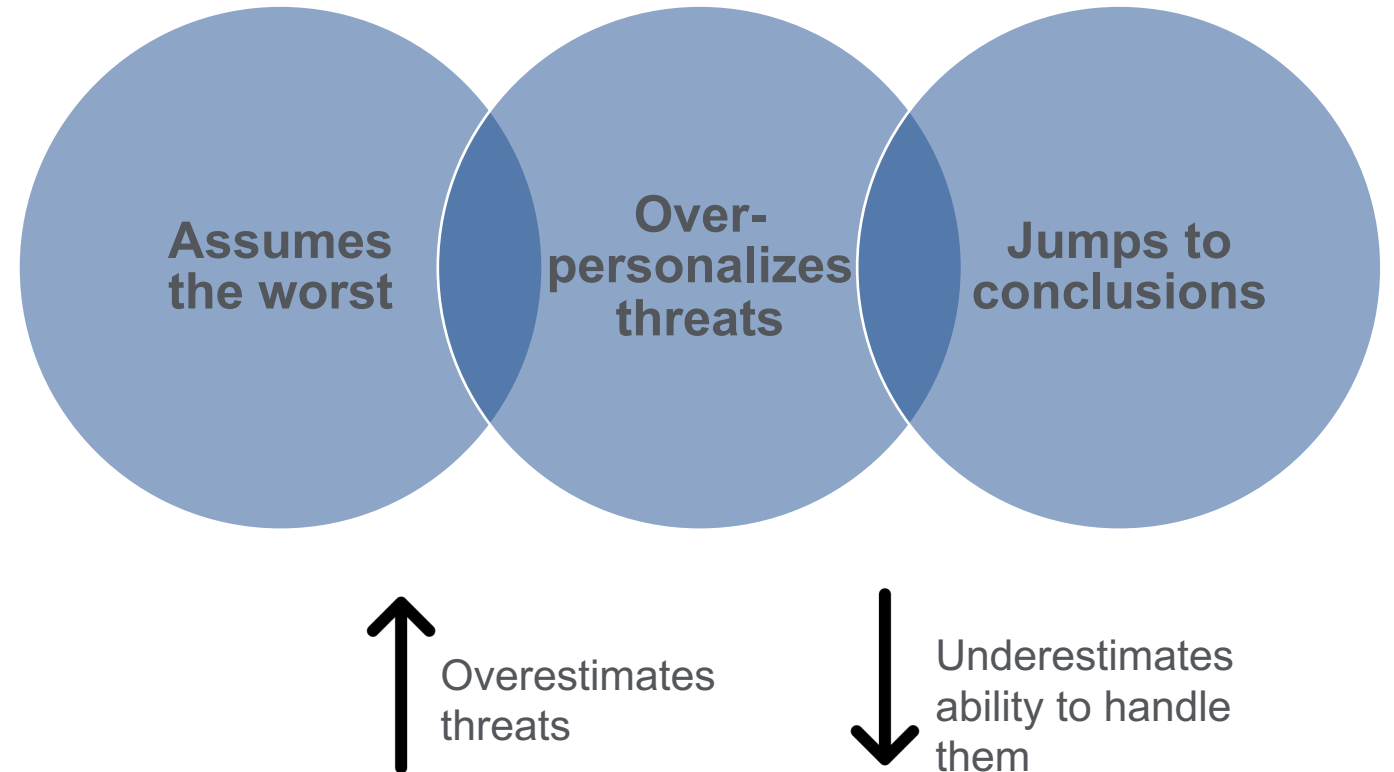 Assumes
the worst
Over-
personalizes
threats
Jumps to
conclusions
Overestimates
threats
Underestimates
ability to handle
them